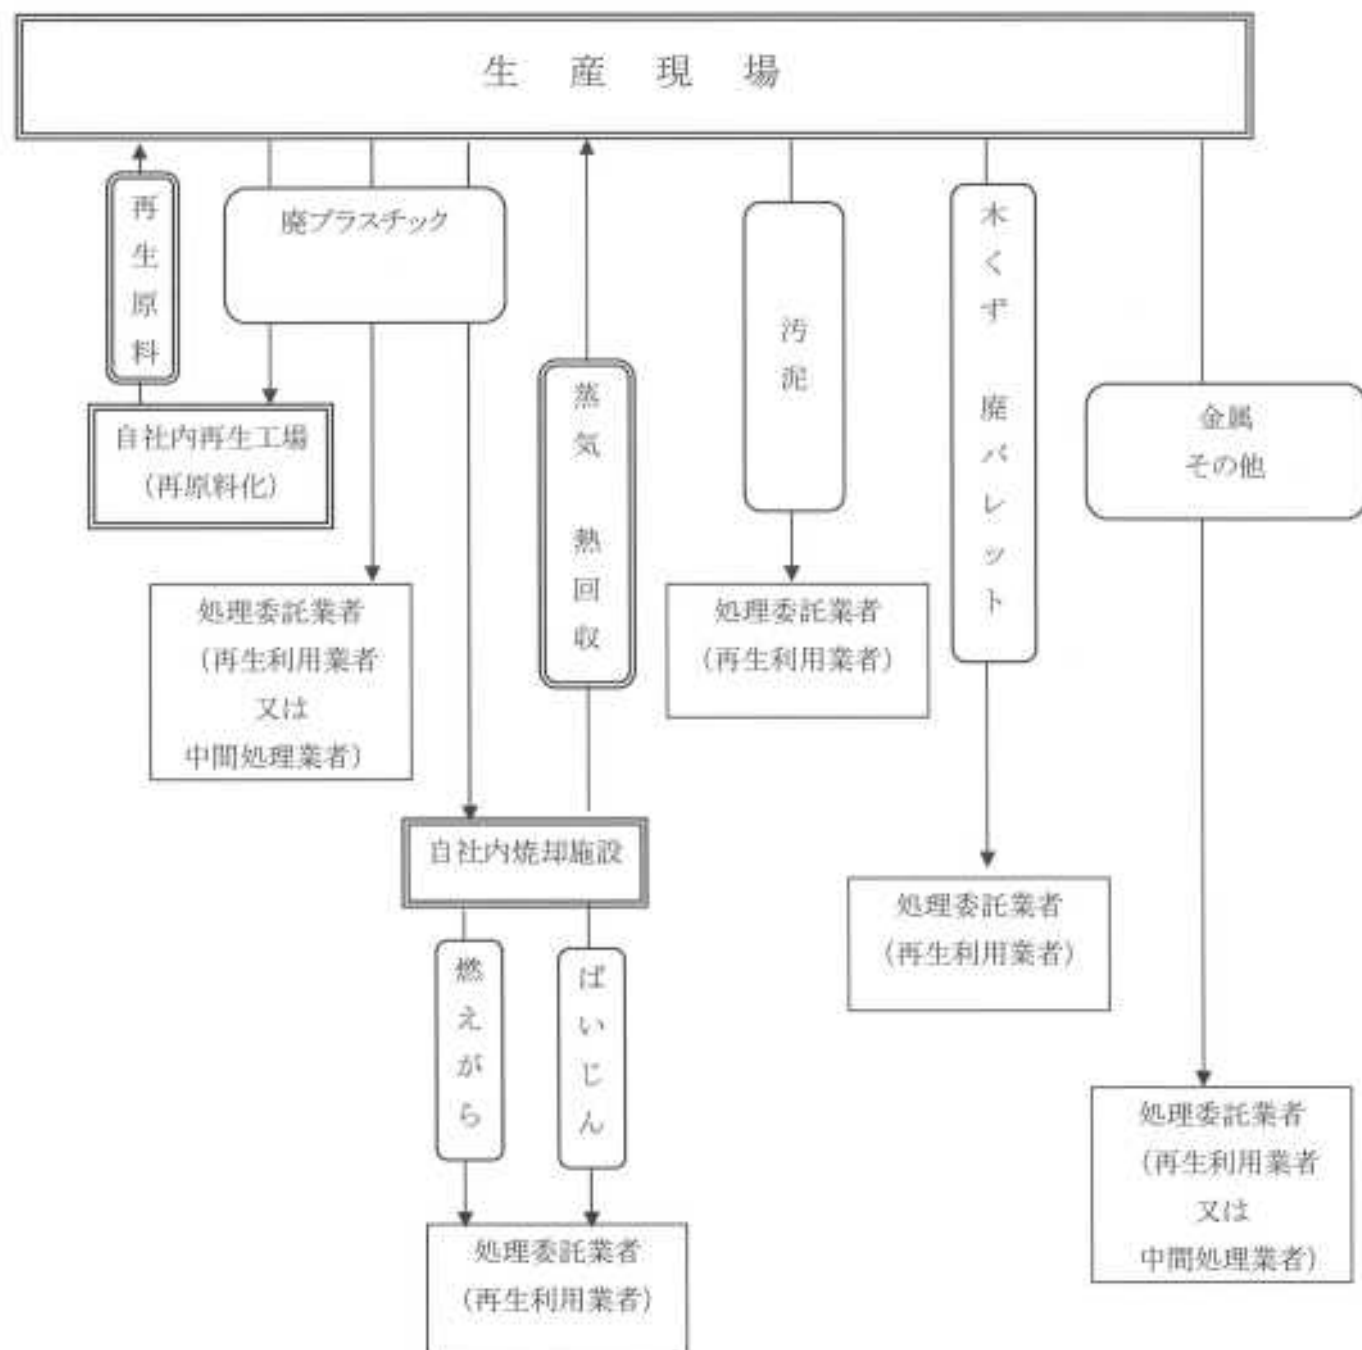 生産現場
再生原料
廃プラスチック
自社内再生工場
(再原料化)
処理委託業者
(再生利用業者
又は
中間処理業者)
蒸気 熱回収
汚泥
処理委託業者
(再生利用業者)
木くず 廃パレット
処理委託業者
(再生利用業者)
金属
その他
処理委託業者
(再生利用業者
又は
中間処理業者)
自社内焼却施設
燃えがら
ばいじん
処理委託業者
(再生利用業者)